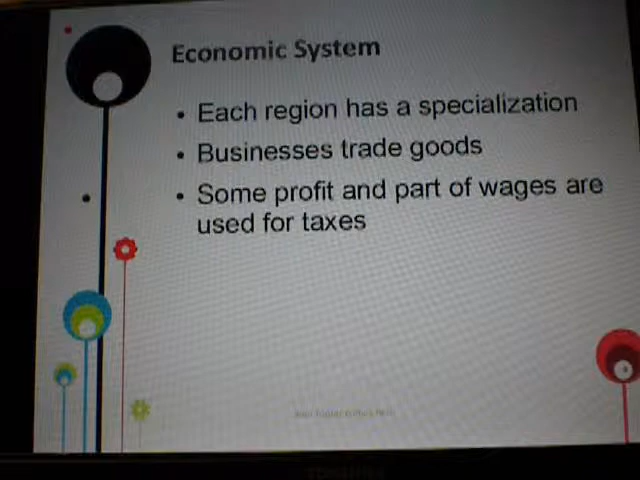 Economic System
• Each region has a specialization
• Businesses trade goods
• Some profit and part of wages are
used for taxes